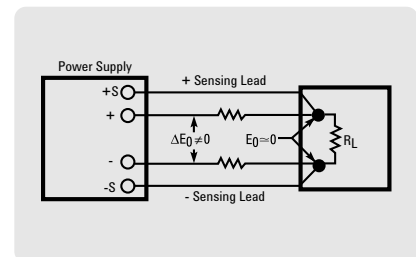 Power Supply
+ Sensing Lead
+S
+
ΔE0≠0
E0≃0
RL
-
-S
- Sensing Lead